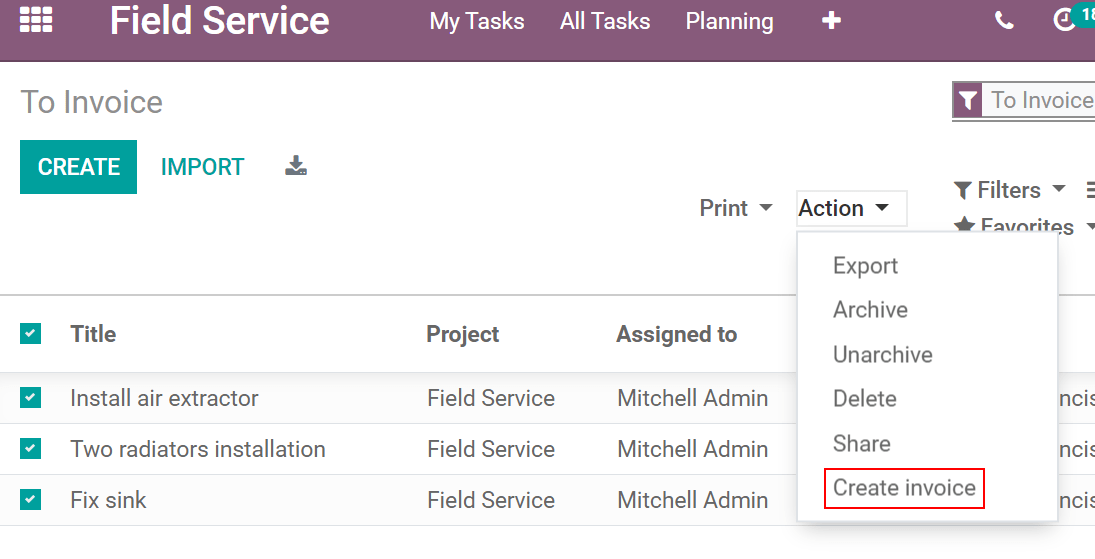 Field Service My Tasks All Tasks Planning 18
To Invoice
To Invoice
CREATE IMPORT
Print Action Filters
Favorites
Export
Archive
Unarchive
Delete
Share
Create invoice
Title Project Assigned to
Install air extractor Field Service Mitchell Admin ncis
Two radiators installation Field Service Mitchell Admin ncis
Fix sink Field Service Mitchell Admin ncis